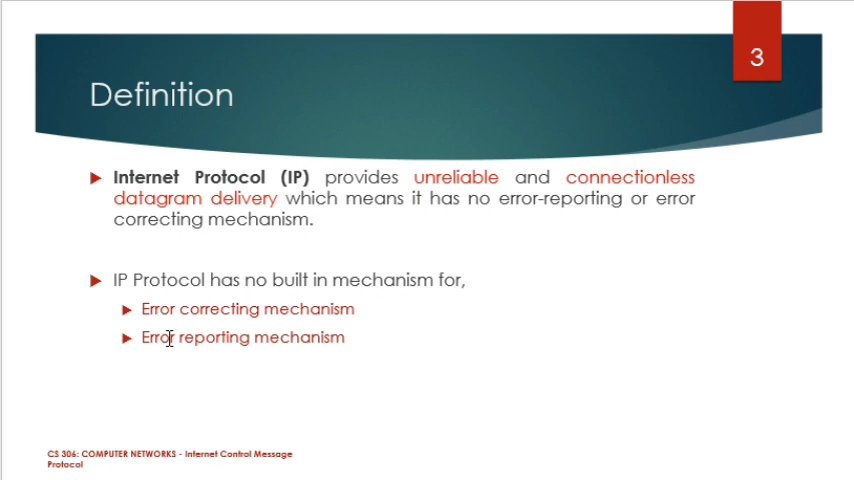 3
Definition
Internet Protocol (IP) provides unreliable and connectionless
datagram delivery which means it has no error-reporting or error
correcting mechanism.
IP Protocol has no built in mechanism for,
Error correcting mechanism
Error reporting mechanism
CS 306: COMPUTER NETWORKS - Internet Control Message
Protocol